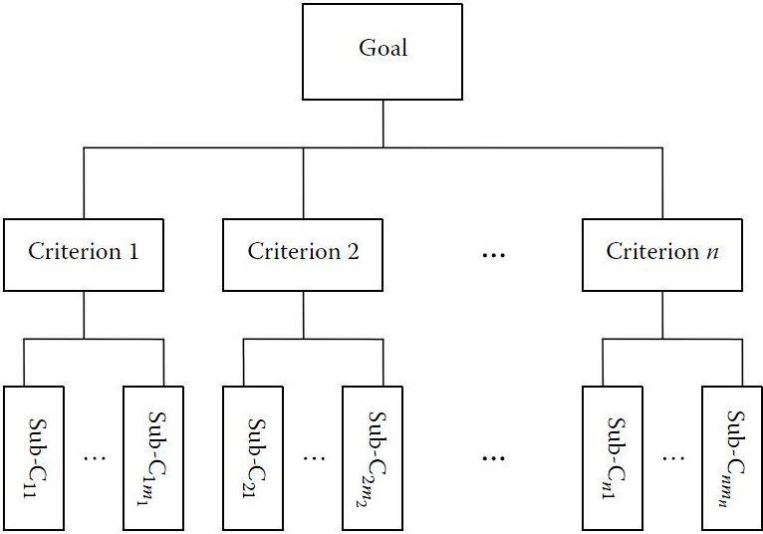 Goal
Criterion 1
Criterion 2
...
Criterion n
Sub-C₁₁
...
Sub-C₁ₘ₁
Sub-C₂₁
...
Sub-C₂ₘ₂
...
Sub-Cₙ₁
...
Sub-Cₙₘₙ